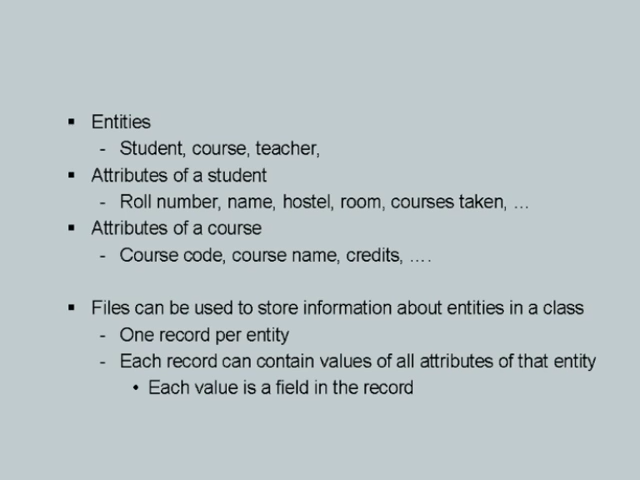 ▪ Entities
- Student, course, teacher,
▪ Attributes of a student
- Roll number, name, hostel, room, courses taken, …
▪ Attributes of a course
- Course code, course name, credits, ….
▪ Files can be used to store information about entities in a class
- One record per entity
- Each record can contain values of all attributes of that entity
• Each value is a field in the record